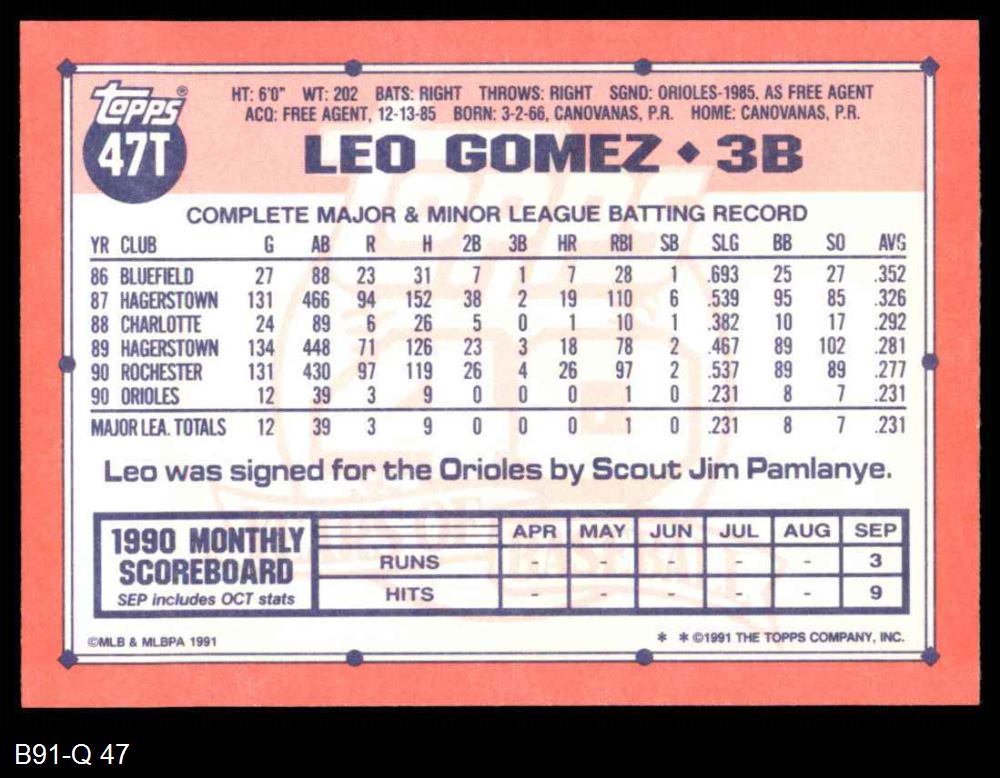 topps®
47T
HT: 6'0" WT: 202 BATS: RIGHT THROWS: RIGHT SGND: ORIOLES-1985, AS FREE AGENT
ACQ: FREE AGENT, 12-13-85 BORN: 3-2-66, CANOVANAS, P.R. HOME: CANOVANAS, P.R.
LEO GOMEZ ◆ 3B
COMPLETE MAJOR & MINOR LEAGUE BATTING RECORD
YR CLUB G AB R H 2B 3B HR RBI SB SLG BB SO AVG
86 BLUEFIELD 27 88 23 31 7 1 7 28 1 .693 25 27 .352
87 HAGERSTOWN 131 466 94 152 38 2 19 110 6 .539 95 85 .326
88 CHARLOTTE 24 89 6 26 5 0 1 10 1 .382 10 17 .292
89 HAGERSTOWN 134 448 71 126 23 3 18 78 2 .467 89 102 .281
90 ROCHESTER 131 430 97 119 26 4 26 97 2 .537 89 89 .277
90 ORIOLES 12 39 3 9 0 0 0 1 0 .231 8 7 .231
MAJOR LEA. TOTALS 12 39 3 9 0 0 0 1 0 .231 8 7 .231
Leo was signed for the Orioles by Scout Jim Pamlanye.
1990 MONTHLY
SCOREBOARD
SEP includes OCT stats
APR MAY JUN JUL AUG SEP
RUNS - - - - - 3
HITS - - - - - 9
©MLB & MLBPA 1991
* * ©1991 THE TOPPS COMPANY, INC.
B91-Q 47